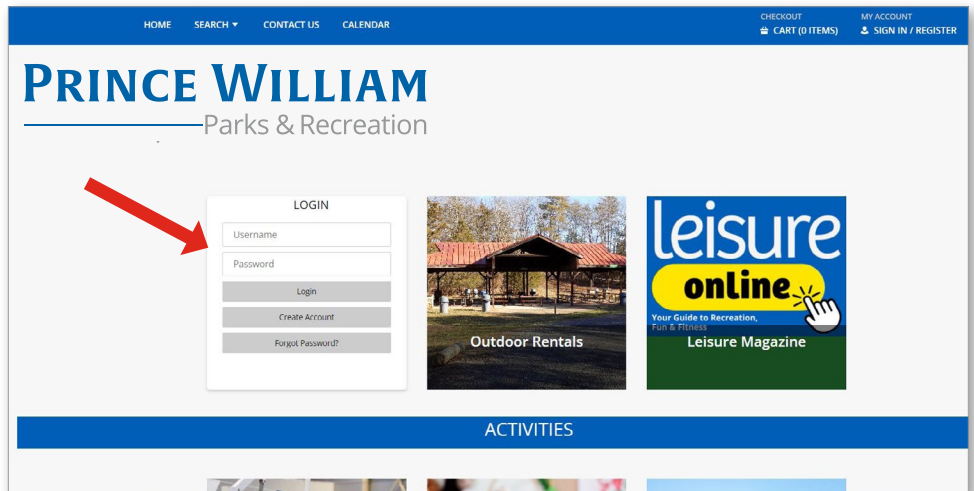 HOME SEARCH CONTACT US CALENDAR
CHECKOUT
CART (0 ITEMS)
MY ACCOUNT
SIGN IN / REGISTER
PRINCE WILLIAM
Parks & Recreation
LOGIN
Username
Password
Login
Create Account
Forgot Password?
Outdoor Rentals
leisure
online
Your Guide to Recreation,
Fun & Fitness
Leisure Magazine
ACTIVITIES